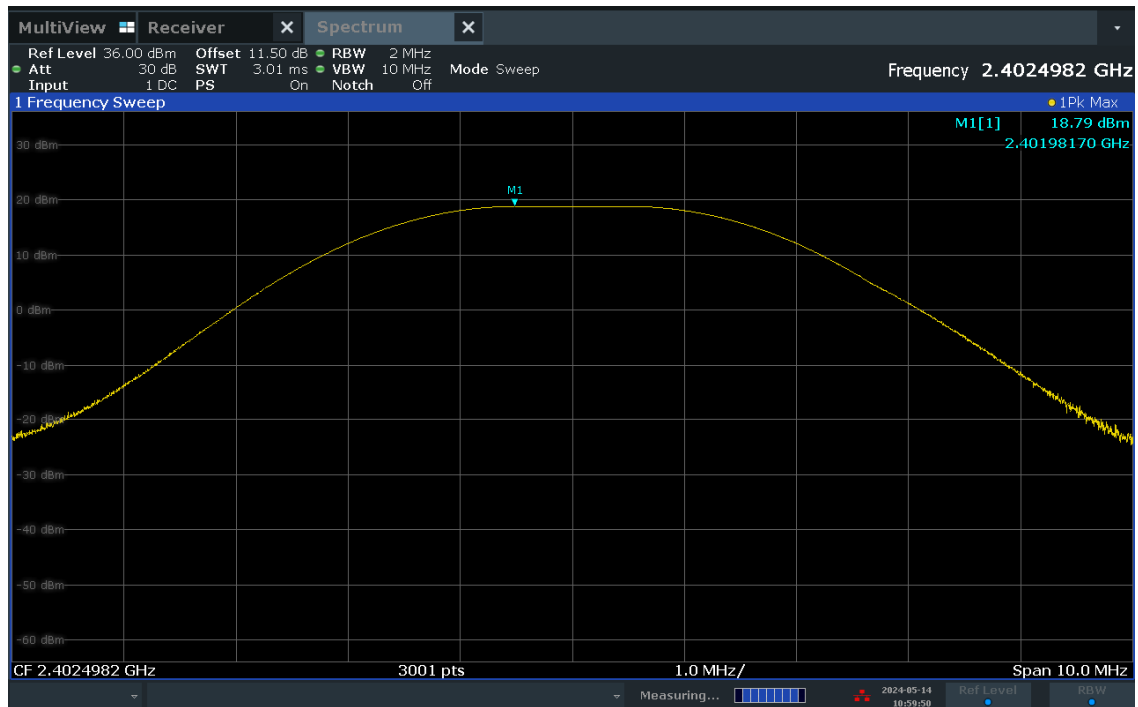 MultiView Receiver X Spectrum X
Ref Level 36.00 dBm Offset 11.50 dB RBW 2 MHz
Att 30 dB SWT 3.01 ms VBW 10 MHz Mode Sweep Frequency 2.4024982 GHz
Input 1 DC PS On Notch Off
1 Frequency Sweep 1Pk Max
M1[1] 18.79 dBm
2.40198170 GHz
30 dBm
M1
20 dBm
10 dBm
0 dBm
-10 dBm
-20 dBm
-30 dBm
-40 dBm
-50 dBm
-60 dBm
CF 2.4024982 GHz 3001 pts 1.0 MHz/ Span 10.0 MHz
Measuring... 2024-05-14 Ref Level RBW
10:59:50